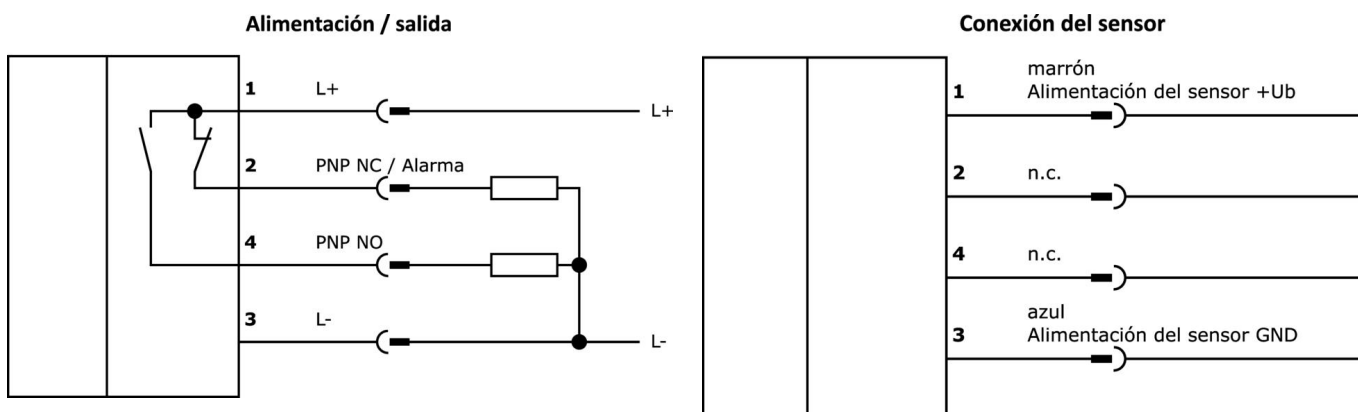 Alimentación / salida
1 L+
L+
2 PNP NC / Alarma
4 PNP NO
3 L-
L-
Conexión del sensor
marrón
1 Alimentación del sensor +Ub
2 n.c.
4 n.c.
azul
3 Alimentación del sensor GND